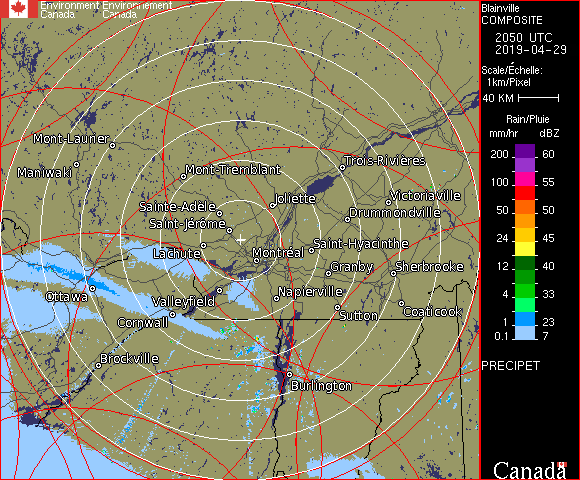 Environment Environnement
Canada Canada
Blainville
COMPOSITE
2050 UTC
2019-04-29
Scale/Échelle:
1km/Pixel
40 KM
Rain/Pluie
mm/hr dBZ
200 60
100 55
50 50
24 45
12 40
4 33
1 23
0.1 7
PRECIPET
Mont-Laurier
Maniwaki
Mont-Tremblant
Trois-Rivières
Sainte-Adèle
Joliette
Victoriaville
Saint-Jérôme
Drummondville
Lachute
Montréal
Saint-Hyacinthe
Granby
Sherbrooke
Ottawa
Valleyfield
Napierville
Cornwall
Sutton
Coaticook
Brockville
Burlington
Canada